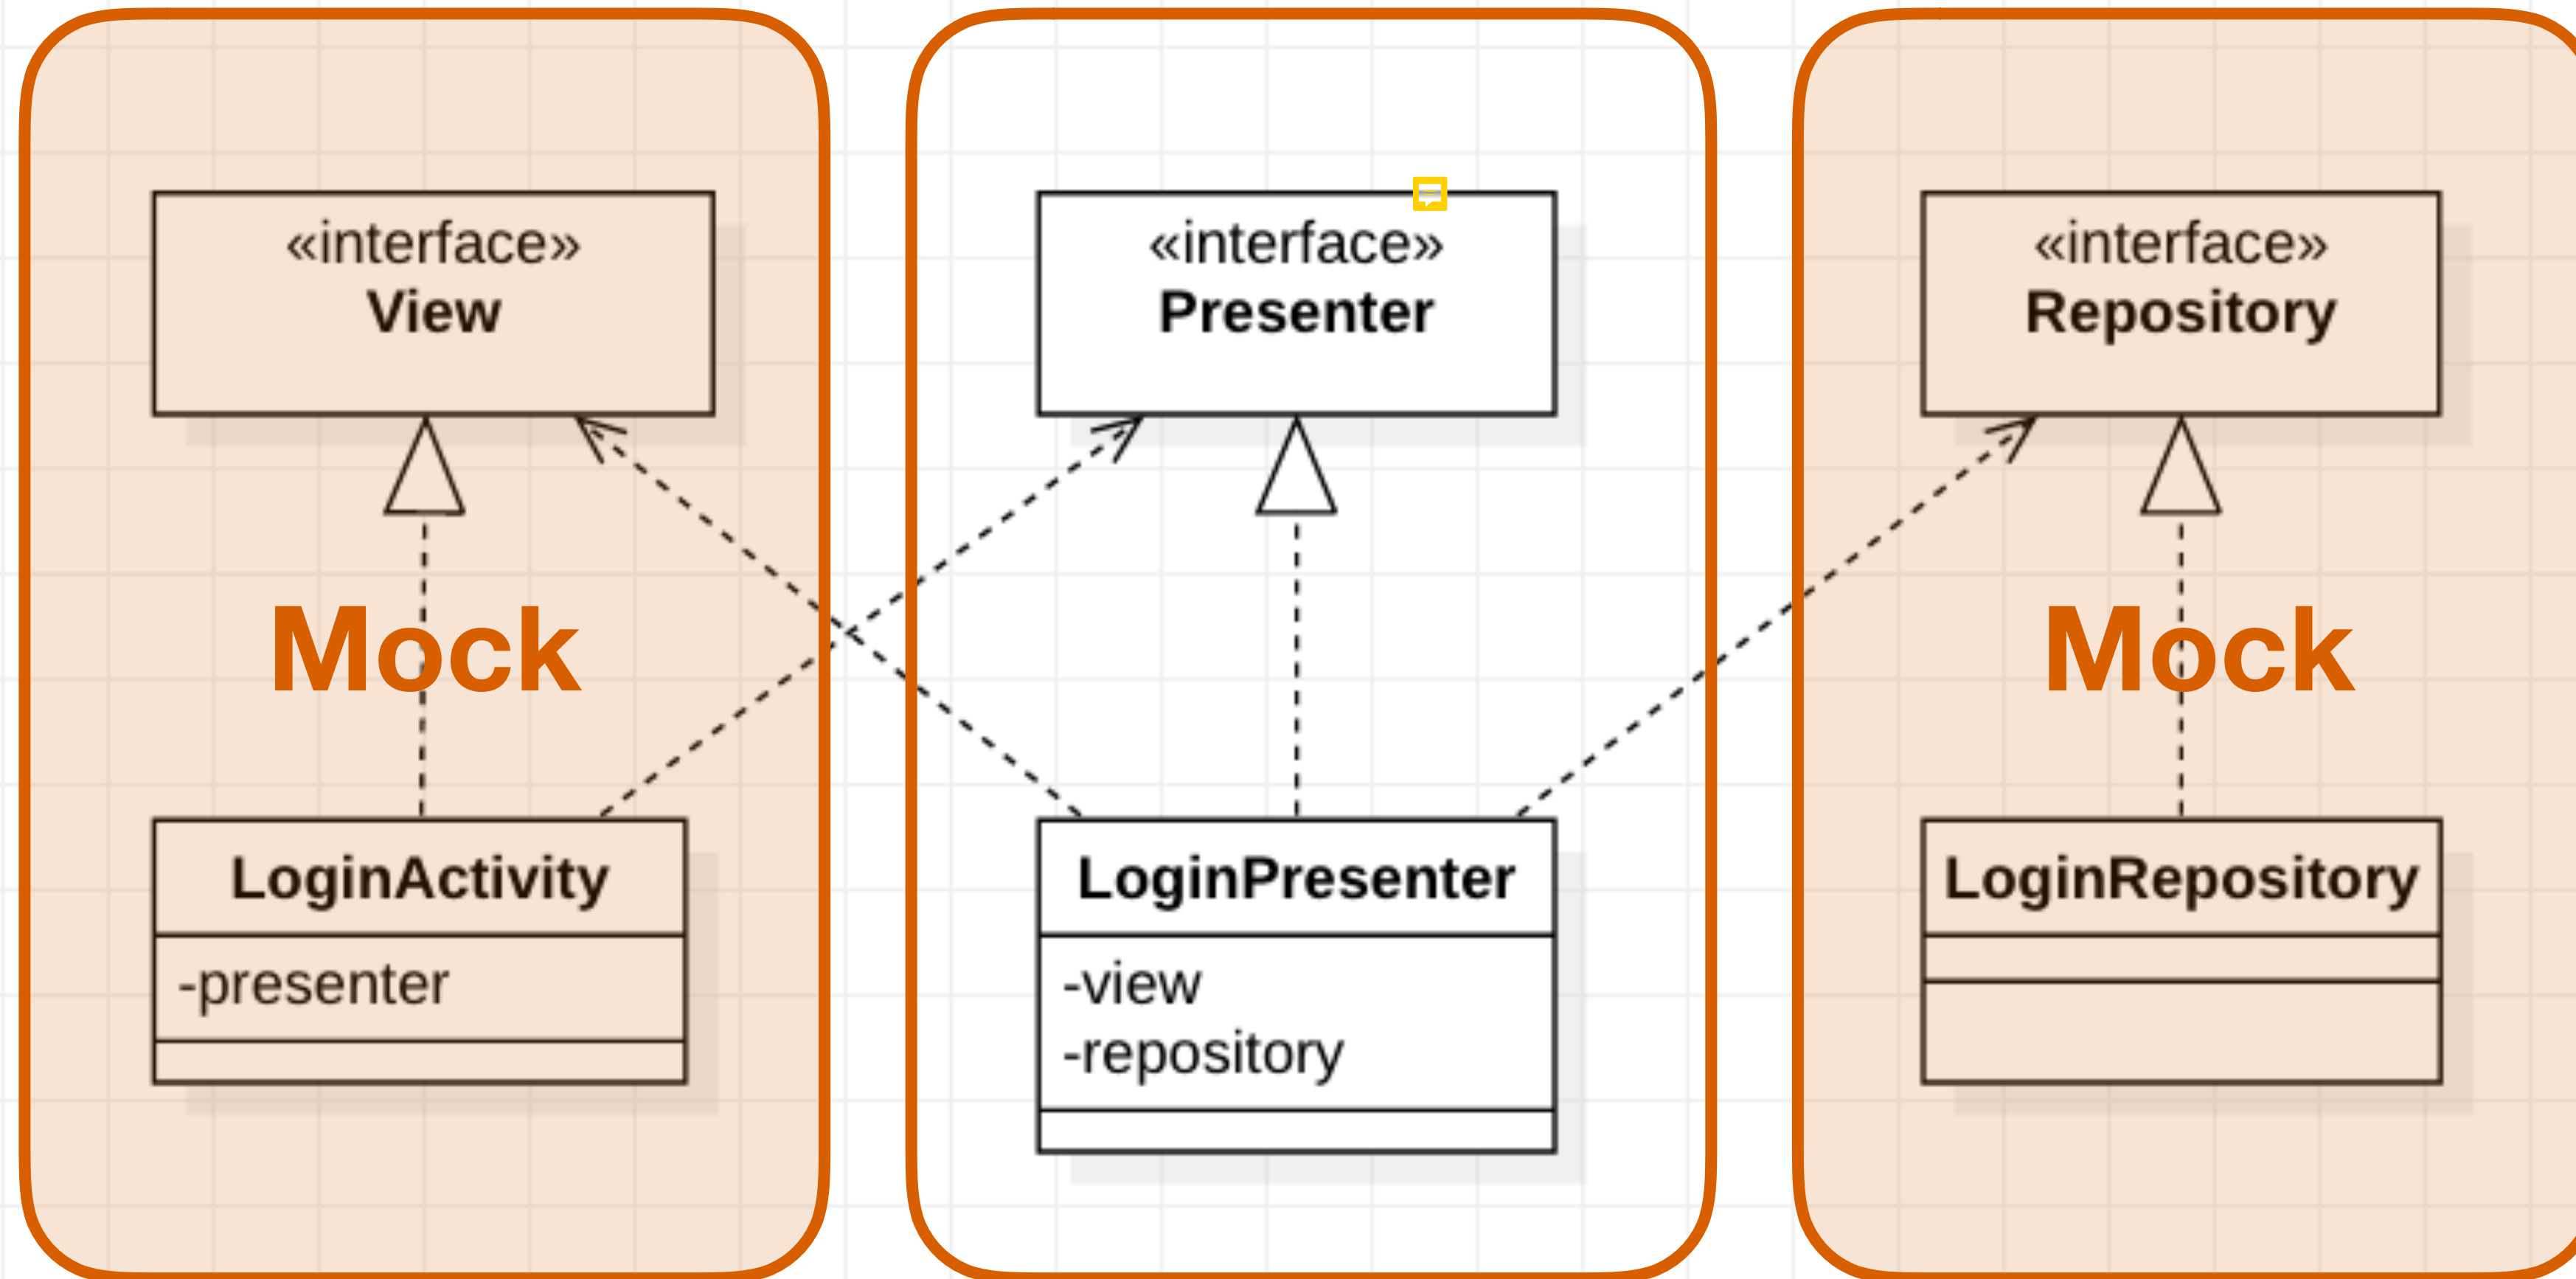 «interface»
View
Mock
LoginActivity
-presenter
«interface»
Presenter
LoginPresenter
-view
-repository
«interface»
Repository
Mock
LoginRepository